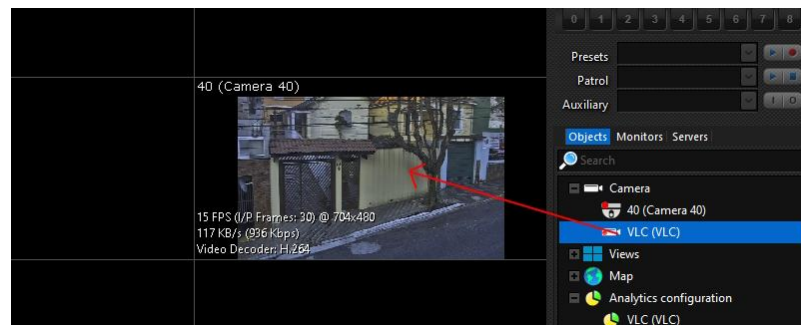 0 1 2 3 4 5 6 7 8
Presets
Patrol
Auxiliary
I O
40 (Camera 40)
Objects Monitors Servers
Search
Camera
40 (Camera 40)
VLC (VLC)
15 FPS (I/P Frames: 30) @ 704x480
117 KB/s (936 Kbps)
Video Decoder: H.264
Views
Map
Analytics configuration
VLC (VLC)